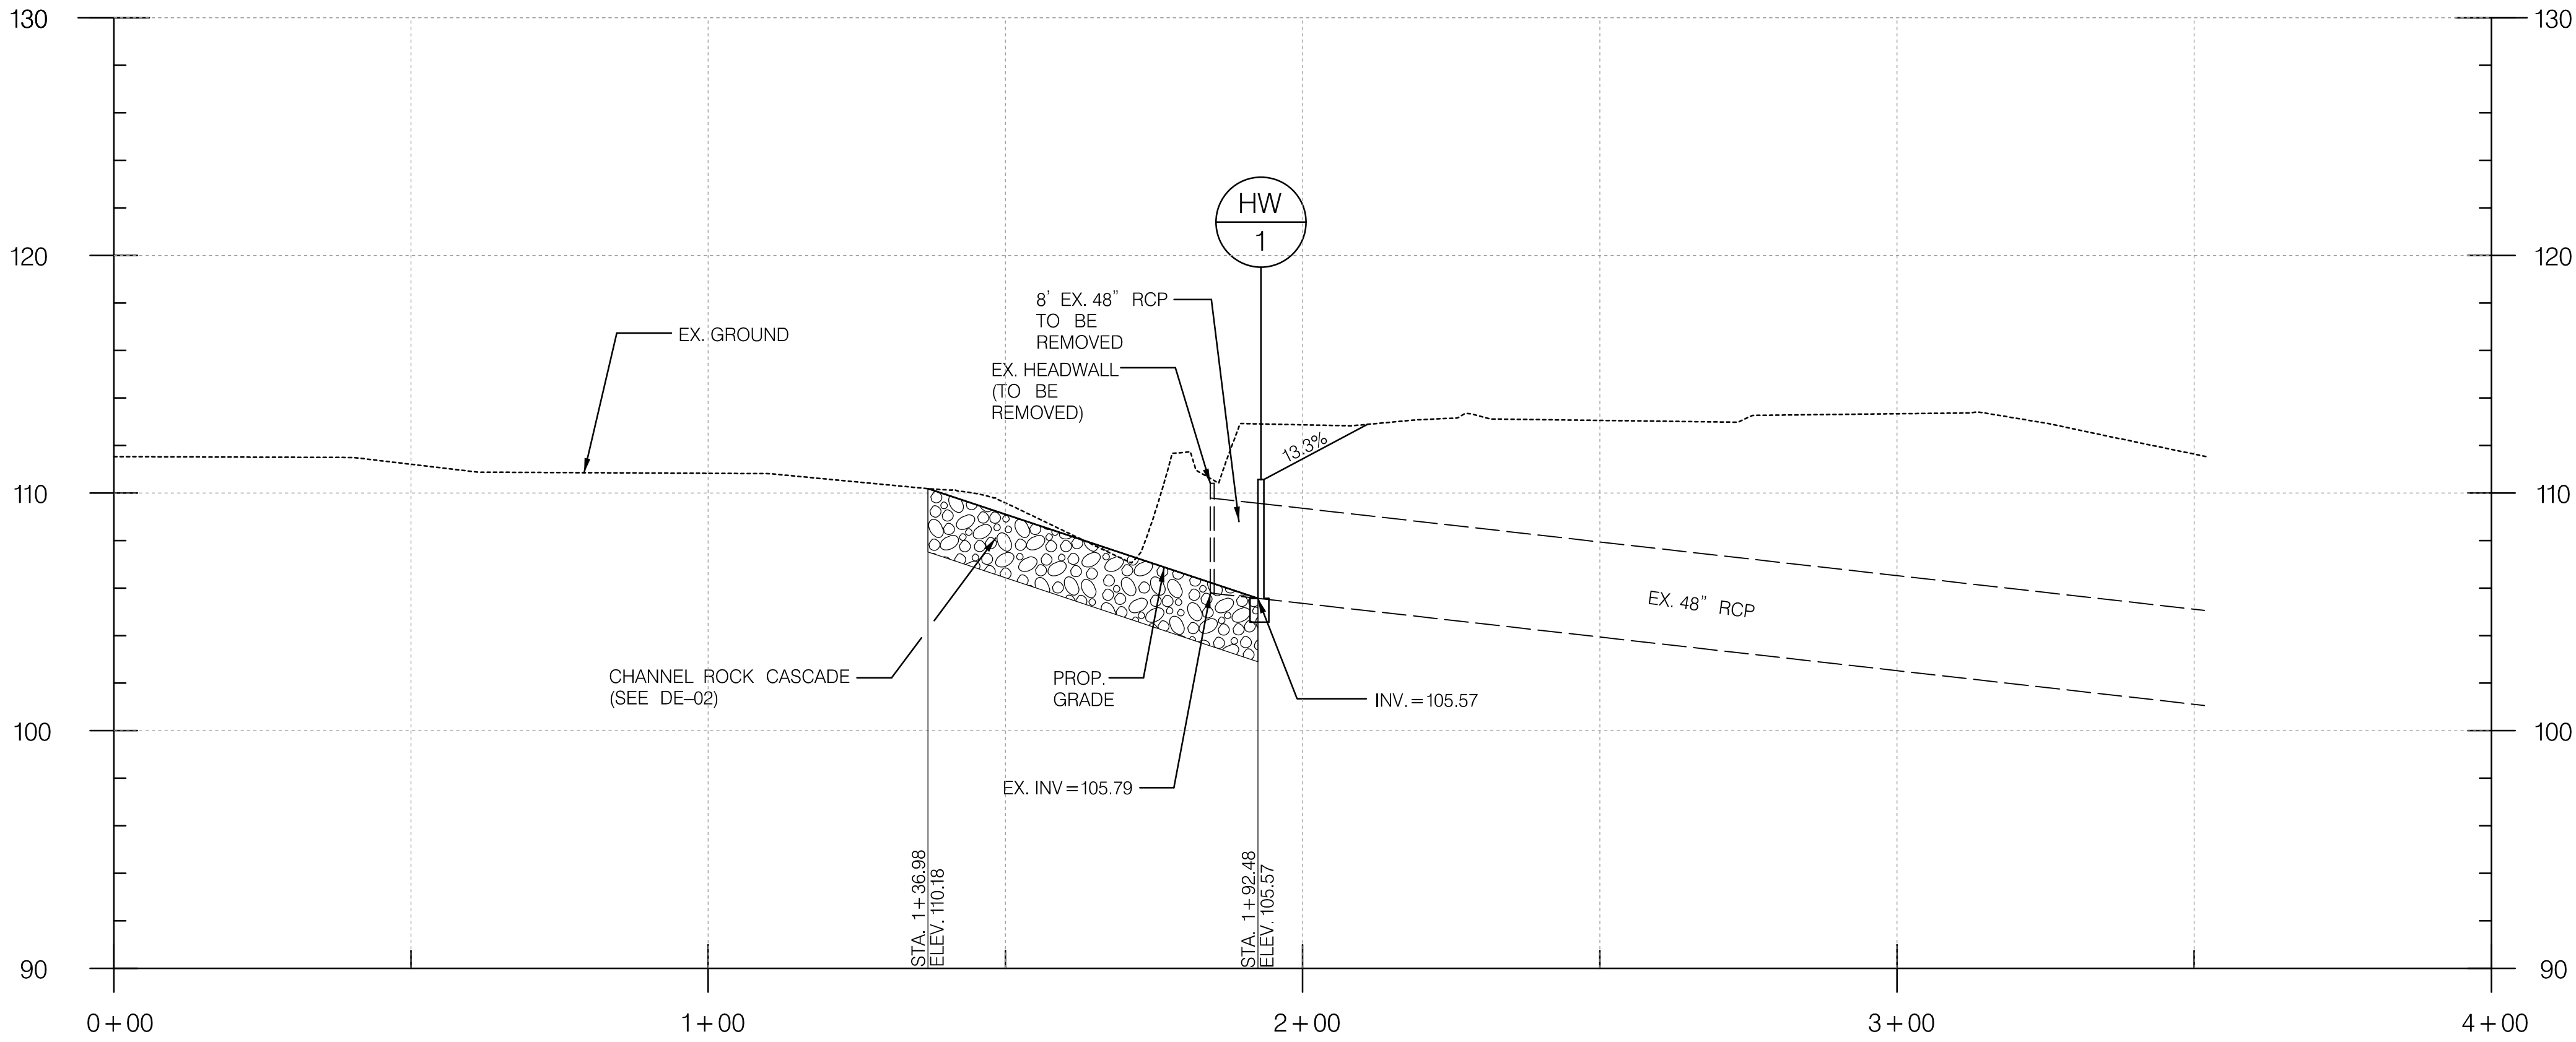 130
130
HW
1
120
120
8' EX. 48" RCP
TO BE
REMOVED
EX. GROUND
EX. HEADWALL
(TO BE
REMOVED)
13.3%
110
110
EX. 48" RCP
CHANNEL ROCK CASCADE
(SEE DE–02)
PROP.
GRADE
INV.=105.57
100
100
EX. INV=105.79
STA. 1+36.98
ELEV. 110.18
STA. 1+92.48
ELEV. 105.57
90
90
0+00
1+00
2+00
3+00
4+00